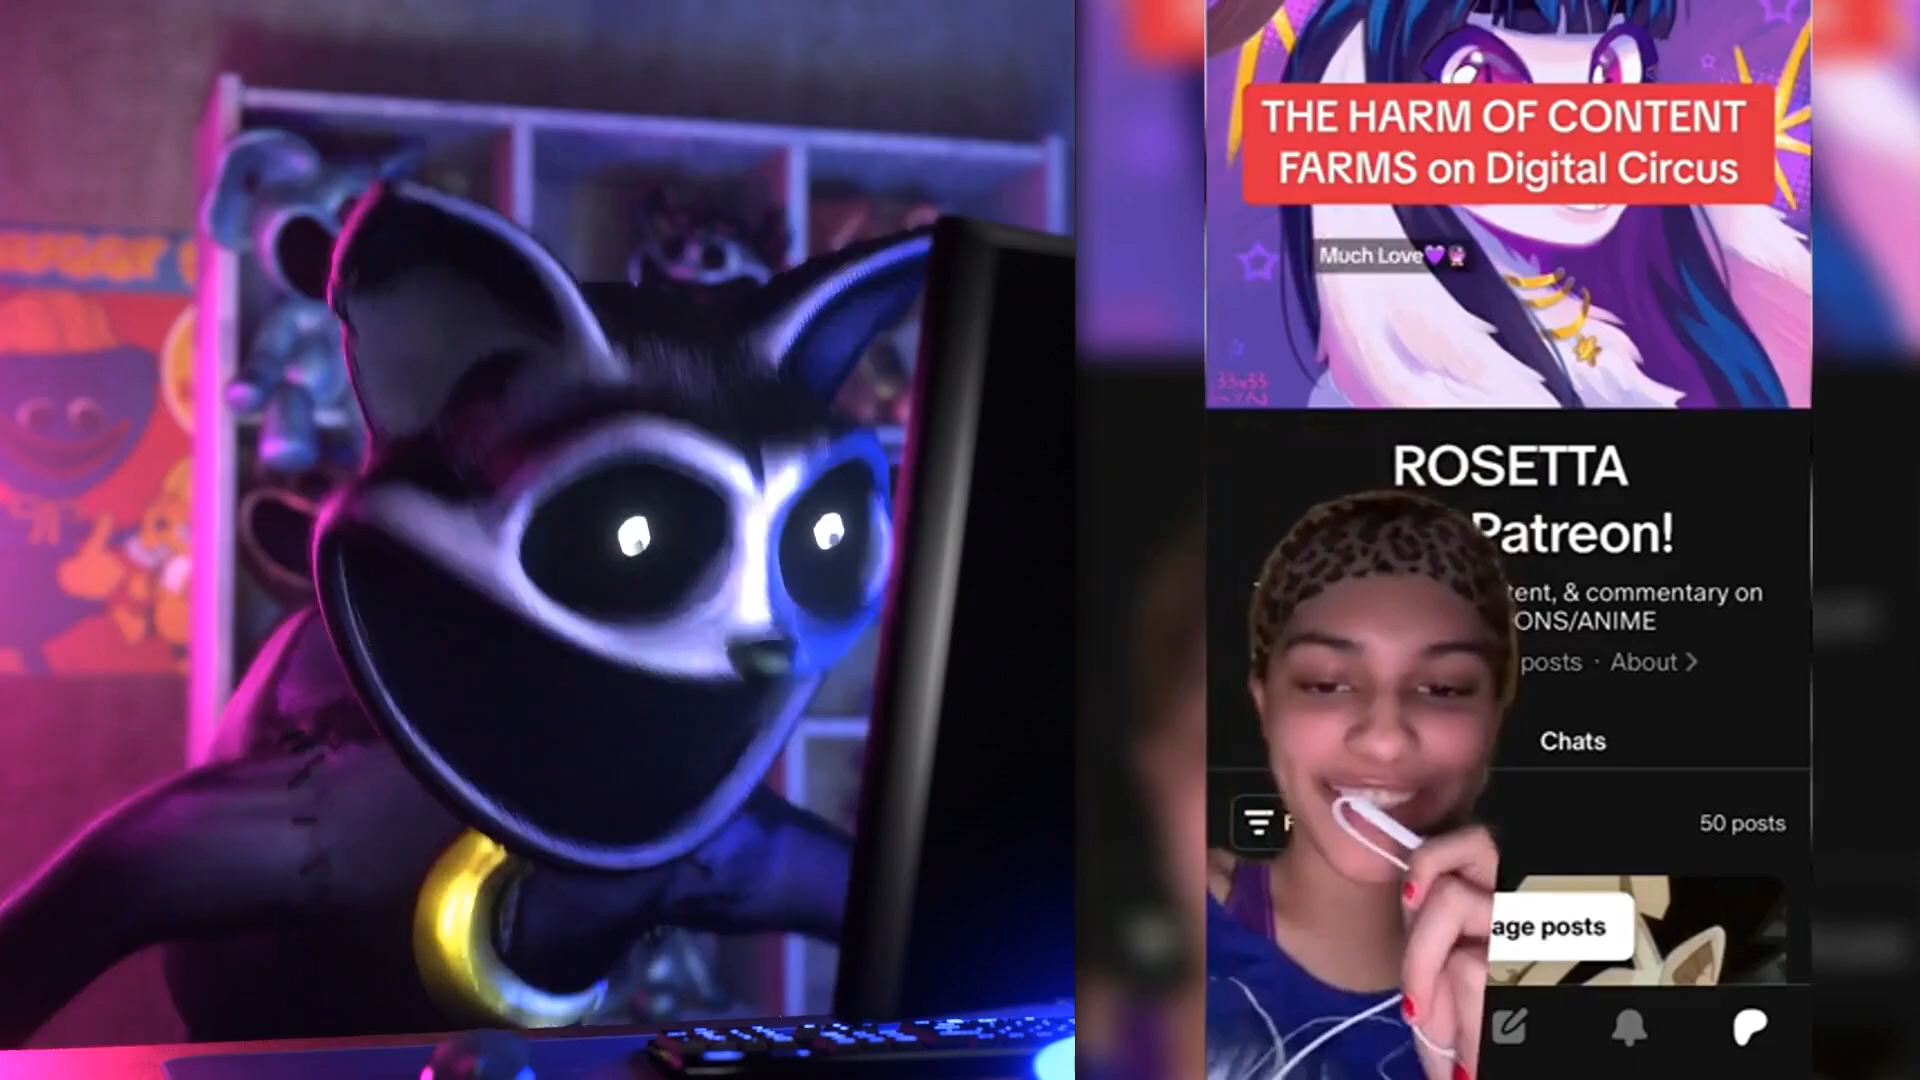 HUGGY
THE HARM OF CONTENT
FARMS on Digital Circus
Much Love💜🔮
ROSETTA
Patreon!
tent, & commentary on
ONS/ANIME
posts · About >
Chats
50 posts
age posts